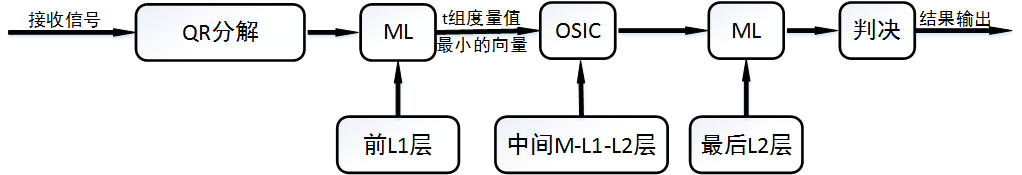 接收信号
QR分解
ML
t组度量值
最小的向量
OSIC
ML
判决
结果输出
前L1层
中间M-L1-L2层
最后L2层